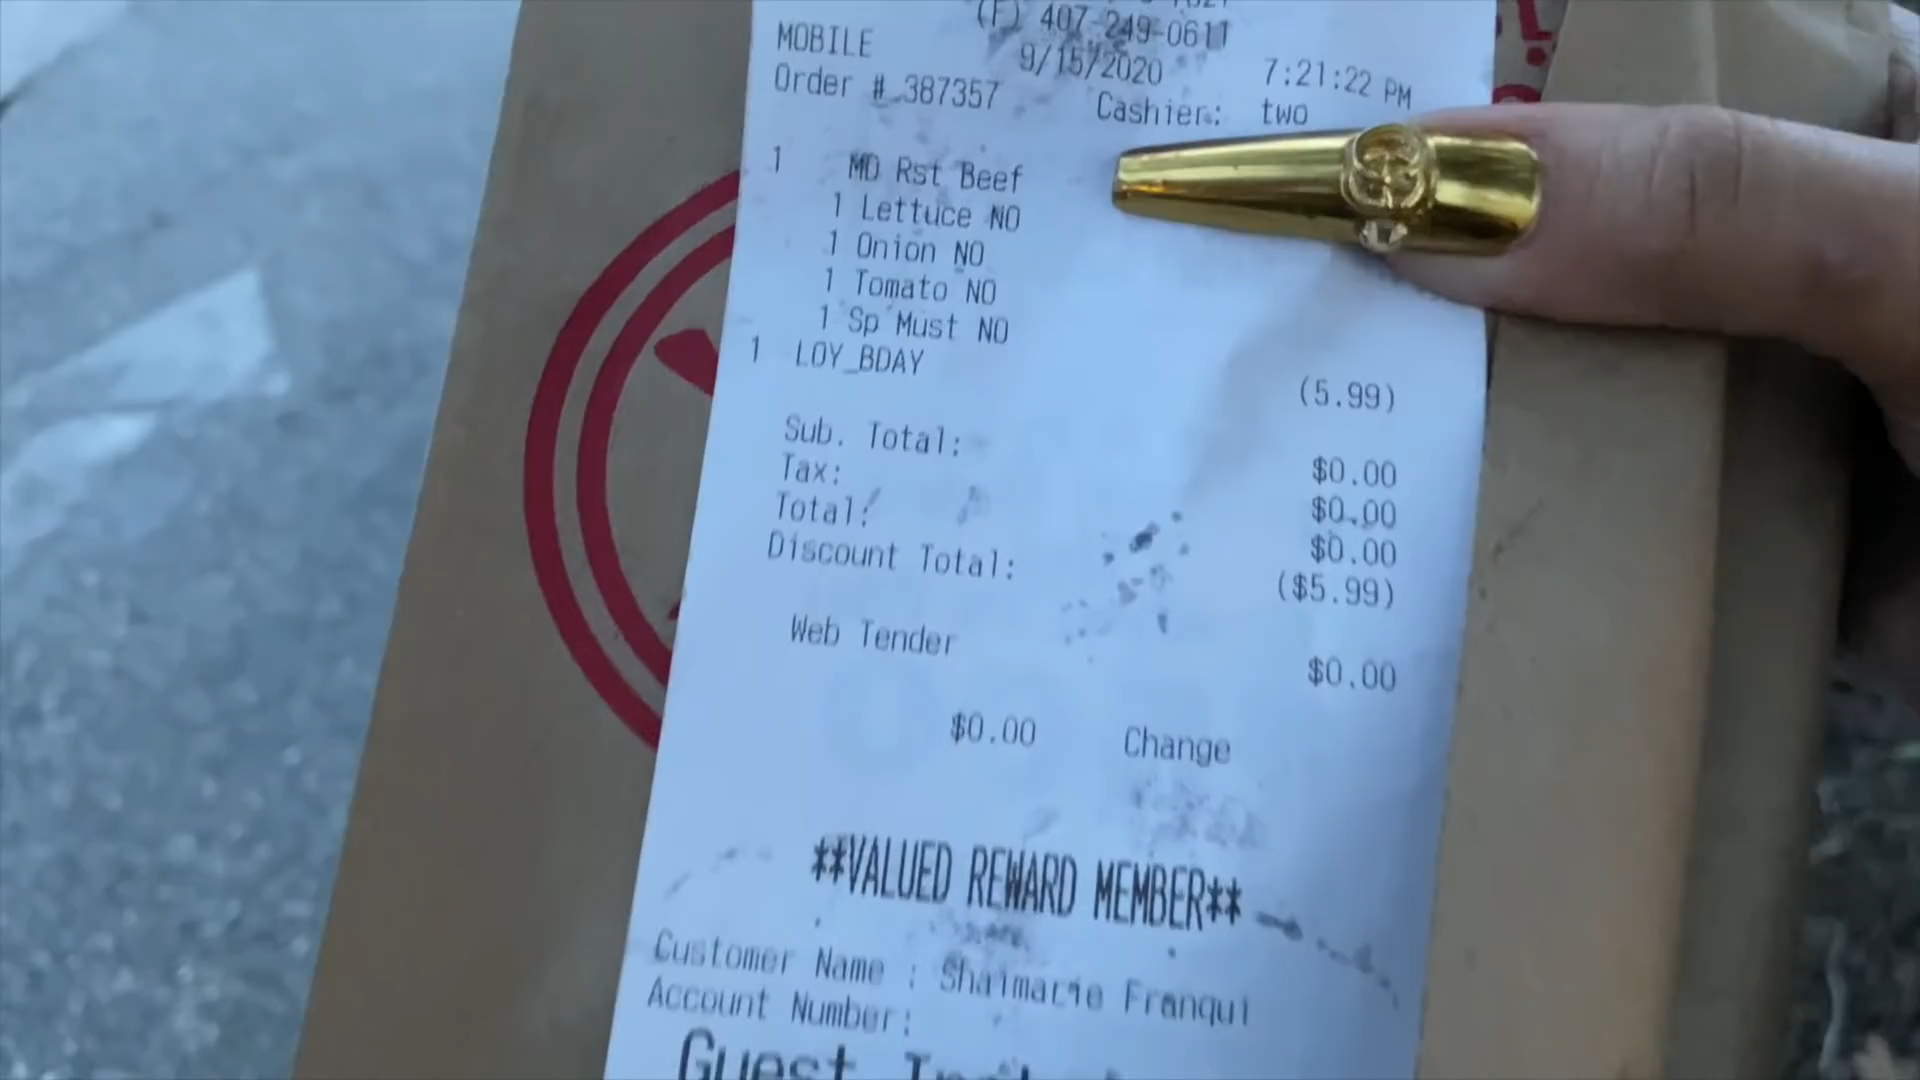 (F) 407-249-0611
MOBILE 9/15/2020 7:21:22 PM
Order # 387357 Cashier: two
1 MD Rst Beef
1 Lettuce NO
1 Onion NO
1 Tomato NO
1 Sp Must NO
1 LOY_BDAY (5.99)
Sub. Total: $0.00
Tax: $0.00
Total: $0.00
Discount Total: ($5.99)
Web Tender $0.00
$0.00 Change
**VALUED REWARD MEMBER**
Customer Name : Shaimarie Franqui
Account Number:
Guest